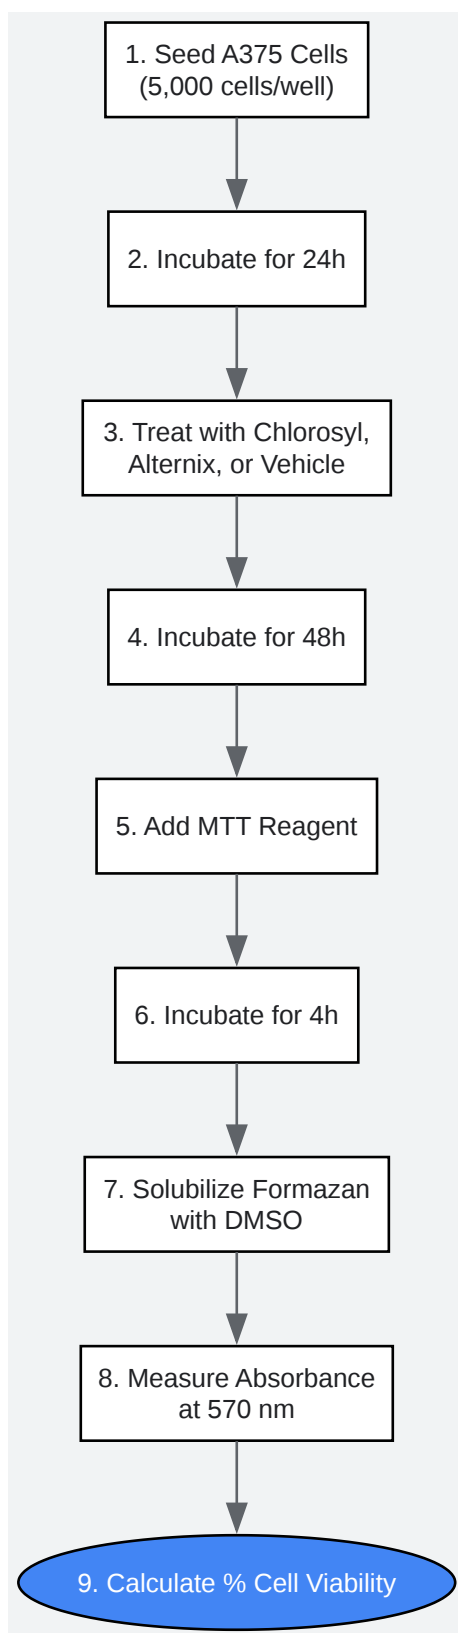 1. Seed A375 Cells
(5,000 cells/well)
2. Incubate for 24h
3. Treat with Chlorosyl,
Alternix, or Vehicle
4. Incubate for 48h
5. Add MTT Reagent
6. Incubate for 4h
7. Solubilize Formazan
with DMSO
8. Measure Absorbance
at 570 nm
9. Calculate % Cell Viability